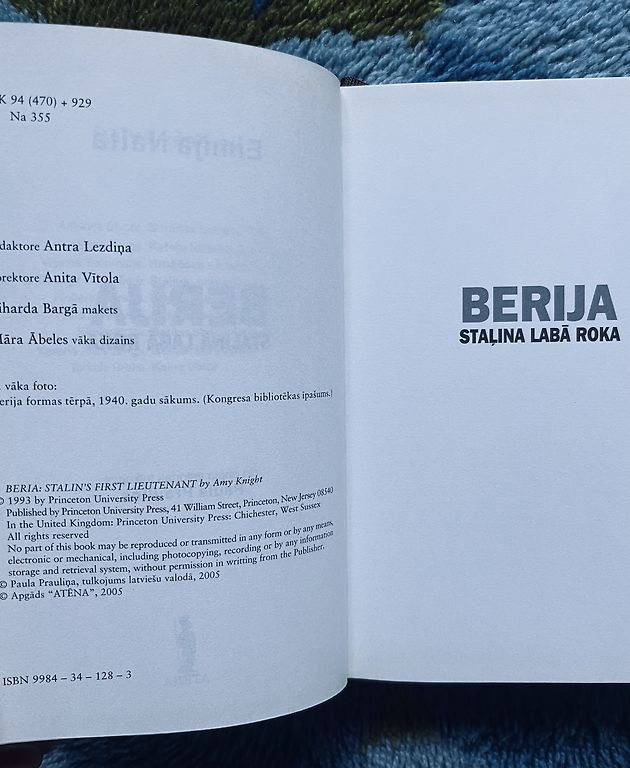 K 94 (470) + 929
Na 355
daktore Antra Lezdiņa
orektore Anita Vītola
iharda Bargā makets
Māra Ābeles vāka dizains
vāka foto:
erija formas tērpā, 1940. gadu sākums. (Kongresa bibliotēkas īpašums.)
BERIA: STALIN'S FIRST LIEUTENANT by Amy Knight
© 1993 by Princeton University Press
Published by Princeton University Press, 41 William Street, Princeton, New Jersey 08540
In the United Kingdom: Princeton University Press: Chichester, West Sussex
All rights reserved
No part of this book may be reproduced or transmitted in any form or by any means,
electronic or mechanical, including photocopying, recording or by any information
storage and retrieval system, without permission in writting from the Publisher.
© Paula Prauliņa, tulkojums latviešu valodā, 2005
© Apgāds “ATĒNA”, 2005
ISBN 9984 – 34 – 128 – 3
BERIJA
STAĻINA LABĀ ROKA